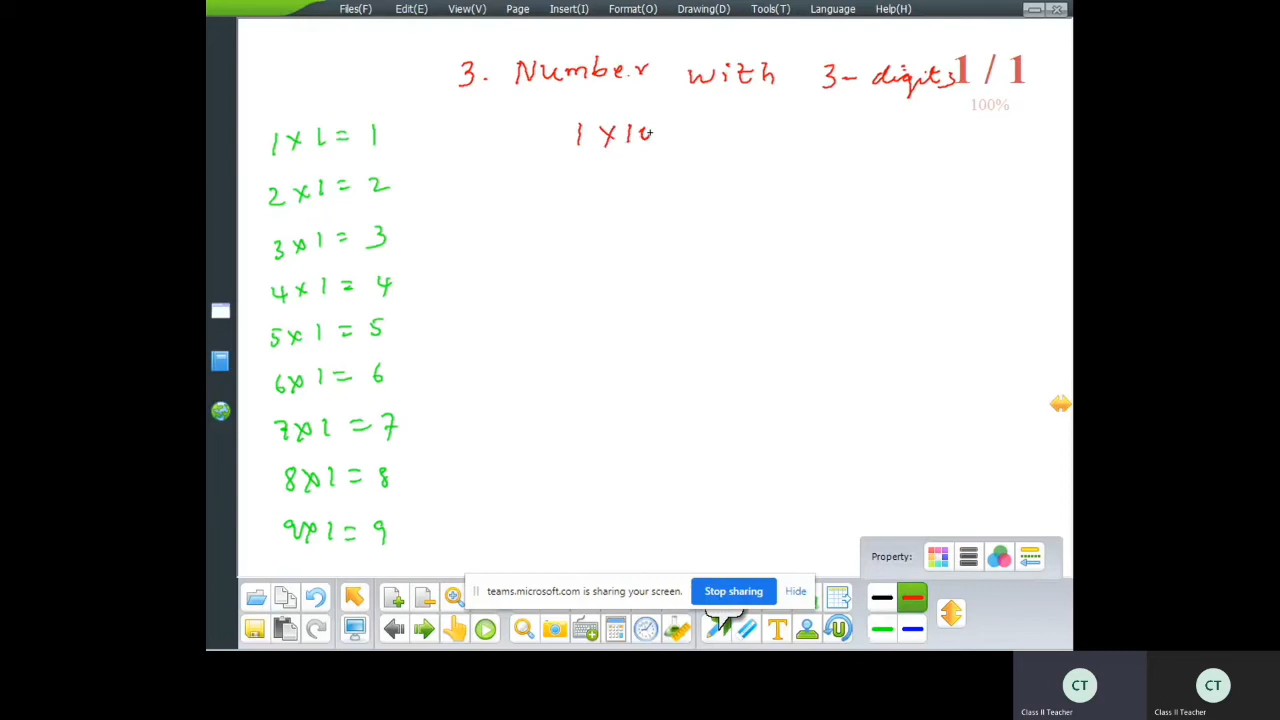 Files(F) Edit(E) View(V) Page Insert(I) Format(O) Drawing(D) Tools(T) Language Help(H)
3. Number with 3-digits
1 / 1
100%
1 x 1 = 1
2 x 1 = 2
3 x 1 = 3
4 x 1 = 4
5 x 1 = 5
6 x 1 = 6
7 x 1 = 7
8 x 1 = 8
9 x 1 = 9
1 x 10
Property:
teams.microsoft.com is sharing your screen. Stop sharing Hide
CT CT
Class II Teacher Class II Teacher